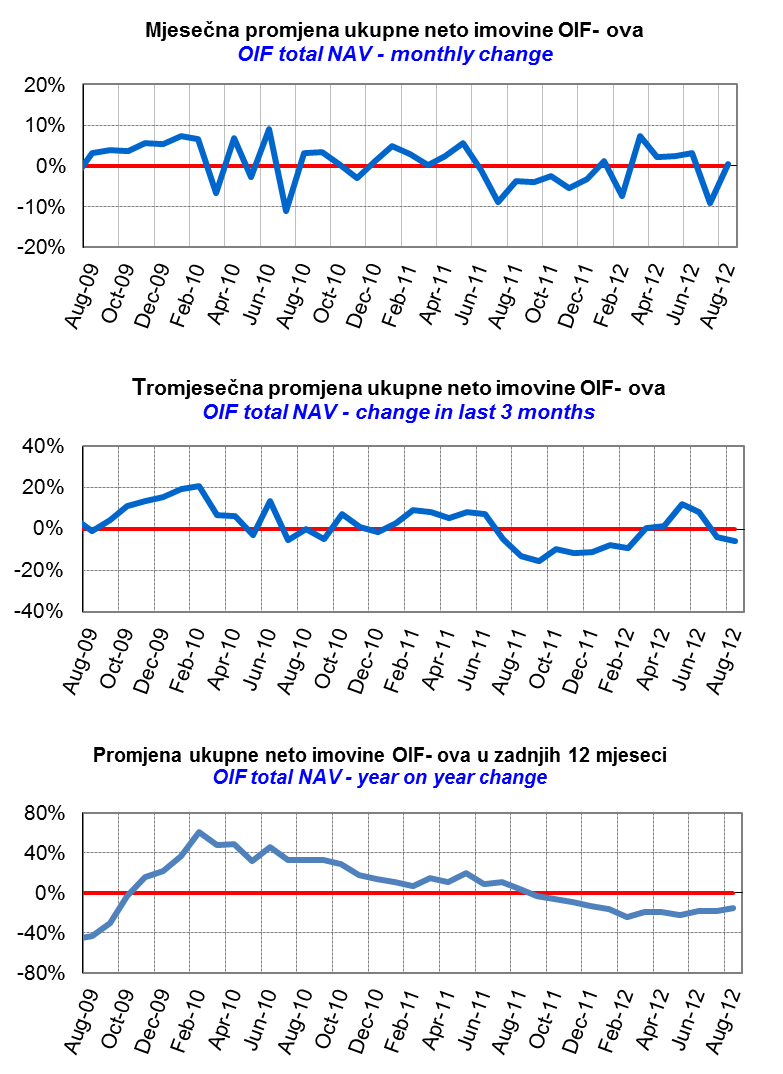 Mjesečna promjena ukupne neto imovine OIF- ova
OIF total NAV - monthly change
20%
10%
0%
-10%
-20%
Aug-09 Oct-09 Dec-09 Feb-10 Apr-10 Jun-10 Aug-10 Oct-10 Dec-10 Feb-11 Apr-11 Jun-11 Aug-11 Oct-11 Dec-11 Feb-12 Apr-12 Jun-12 Aug-12
Tromjesečna promjena ukupne neto imovine OIF- ova
OIF total NAV - change in last 3 months
40%
20%
0%
-20%
-40%
Aug-09 Oct-09 Dec-09 Feb-10 Apr-10 Jun-10 Aug-10 Oct-10 Dec-10 Feb-11 Apr-11 Jun-11 Aug-11 Oct-11 Dec-11 Feb-12 Apr-12 Jun-12 Aug-12
Promjena ukupne neto imovine OIF- ova u zadnjih 12 mjeseci
OIF total NAV - year on year change
80%
40%
0%
-40%
-80%
Aug-09 Oct-09 Dec-09 Feb-10 Apr-10 Jun-10 Aug-10 Oct-10 Dec-10 Feb-11 Apr-11 Jun-11 Aug-11 Oct-11 Dec-11 Feb-12 Apr-12 Jun-12 Aug-12